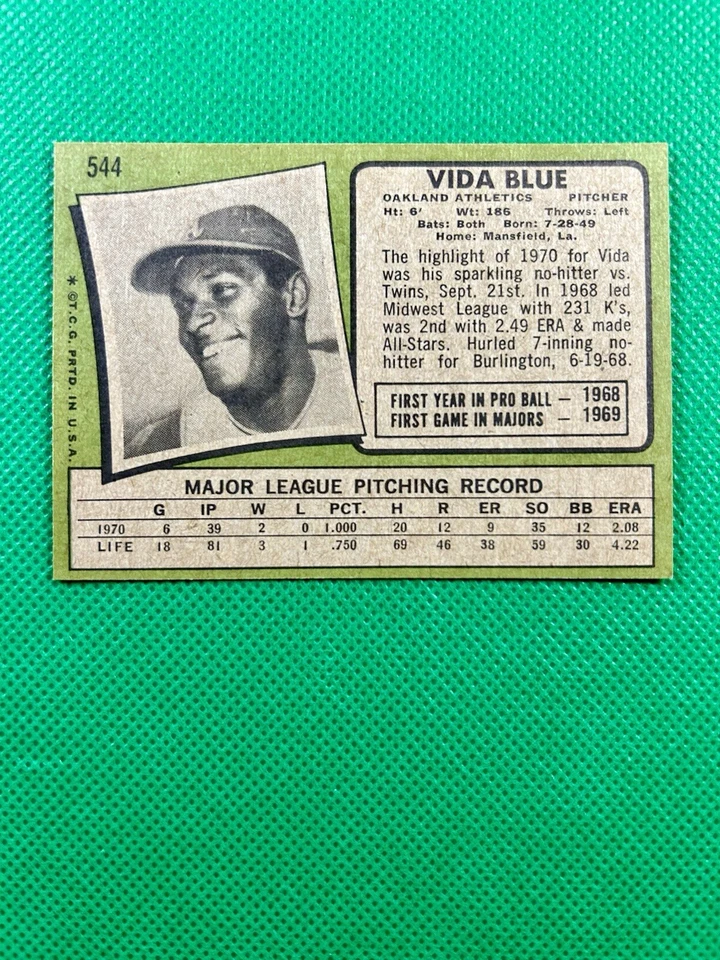 544
VIDA BLUE
OAKLAND ATHLETICS PITCHER
Ht: 6' Wt: 185 Throws: Left
Bats: Both Born: 7-28-49
Home: Mansfield, La.
The highlight of 1970 for Vida
was his sparkling no-hitter vs.
Twins, Sept. 21st. In 1968 led
Midwest League with 231 K's,
was 2nd with 2.49 ERA & made
All-Stars. Hurled 7-inning no-
hitter for Burlington, 6-19-68.
FIRST YEAR IN PRO BALL — 1968
FIRST GAME IN MAJORS — 1969
* ©T.C.G. PRTD. IN U.S.A.
MAJOR LEAGUE PITCHING RECORD
G IP W L PCT. H R ER SO BB ERA
1970 6 39 2 0 1.000 20 12 9 35 12 2.08
LIFE 18 81 3 1 .750 69 46 38 59 30 4.22